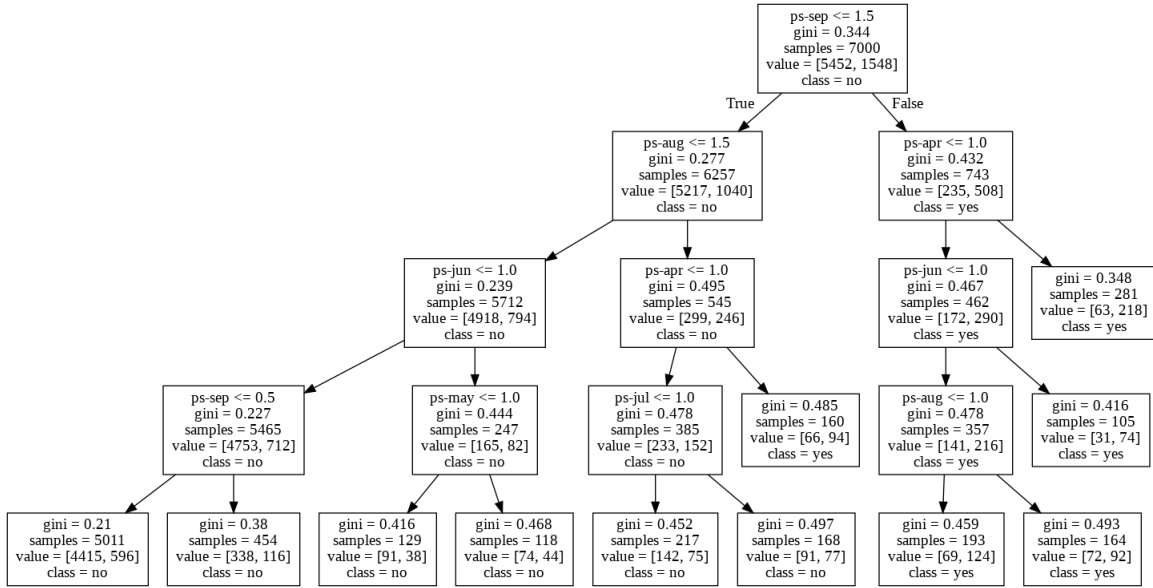 ps-sep <= 1.5
gini = 0.344
samples = 7000
value = [5452, 1548]
class = no
True
False
ps-aug <= 1.5
gini = 0.277
samples = 6257
value = [5217, 1040]
class = no
ps-apr <= 1.0
gini = 0.432
samples = 743
value = [235, 508]
class = yes
ps-jun <= 1.0
gini = 0.239
samples = 5712
value = [4918, 794]
class = no
ps-apr <= 1.0
gini = 0.495
samples = 545
value = [299, 246]
class = no
ps-jun <= 1.0
gini = 0.467
samples = 462
value = [172, 290]
class = yes
gini = 0.348
samples = 281
value = [63, 218]
class = yes
ps-sep <= 0.5
gini = 0.227
samples = 5465
value = [4753, 712]
class = no
ps-may <= 1.0
gini = 0.444
samples = 247
value = [165, 82]
class = no
ps-jul <= 1.0
gini = 0.478
samples = 385
value = [233, 152]
class = no
gini = 0.485
samples = 160
value = [66, 94]
class = yes
ps-aug <= 1.0
gini = 0.478
samples = 357
value = [141, 216]
class = yes
gini = 0.416
samples = 105
value = [31, 74]
class = yes
gini = 0.21
samples = 5011
value = [4415, 596]
class = no
gini = 0.38
samples = 454
value = [338, 116]
class = no
gini = 0.416
samples = 129
value = [91, 38]
class = no
gini = 0.468
samples = 118
value = [74, 44]
class = no
gini = 0.452
samples = 217
value = [142, 75]
class = no
gini = 0.497
samples = 168
value = [91, 77]
class = no
gini = 0.459
samples = 193
value = [69, 124]
class = yes
gini = 0.493
samples = 164
value = [72, 92]
class = yes